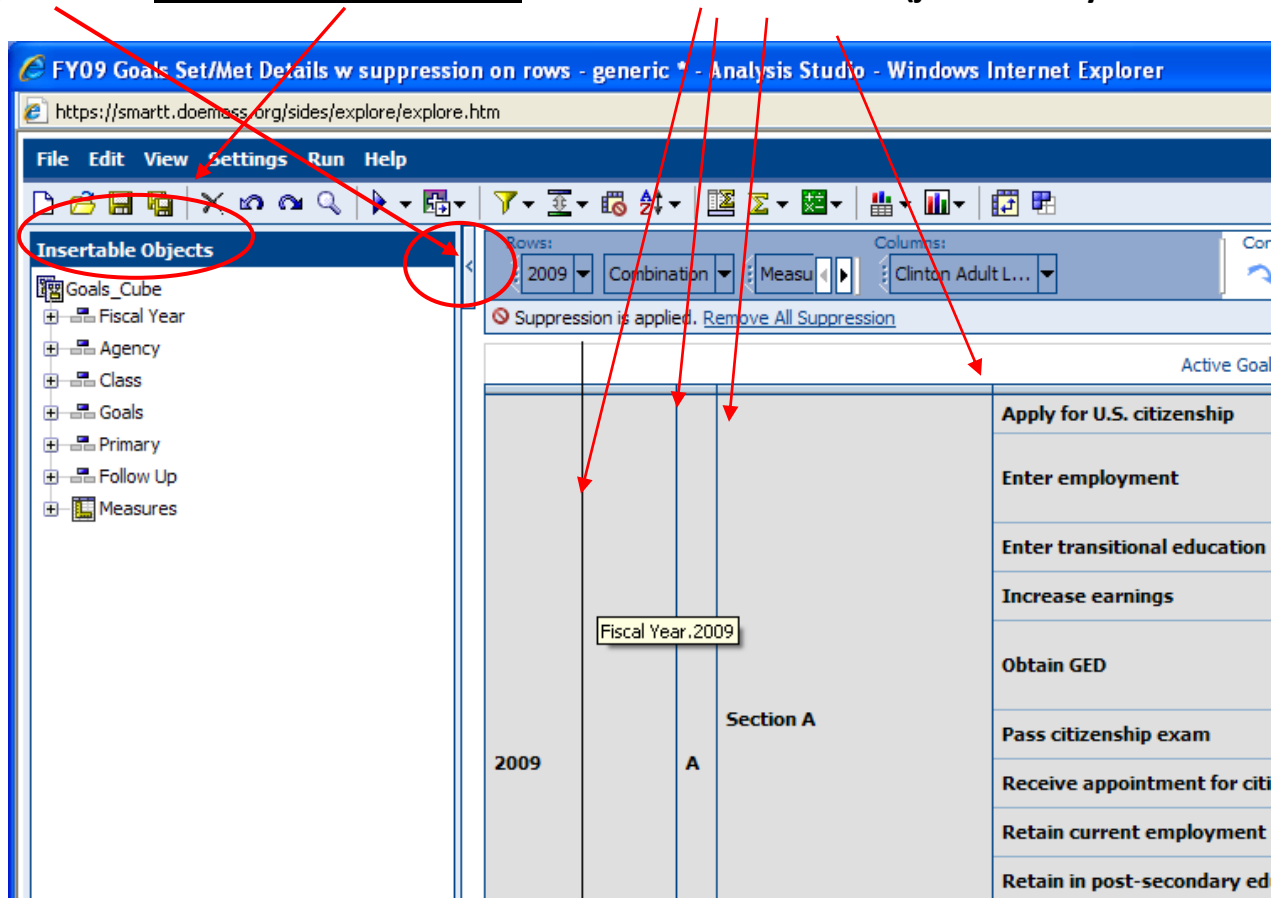 FY09 Goals Set/Met Details w suppression on rows - generic * - Analysis Studio - Windows Internet Explorer
https://smartt.doemass.org/sides/explore/explore.htm
File Edit View Settings Run Help
Insertable Objects
Goals_Cube
Fiscal Year
Agency
Class
Goals
Primary
Follow Up
Measures
Rows:
Columns:
2009
Combination
Measu
Clinton Adult L...
Suppression is applied. Remove All Suppression
Active Goal
Apply for U.S. citizenship
Enter employment
Enter transitional education
Increase earnings
Fiscal Year.2009
Obtain GED
Section A
Pass citizenship exam
2009
A
Receive appointment for citi
Retain current employment
Retain in post-secondary ed